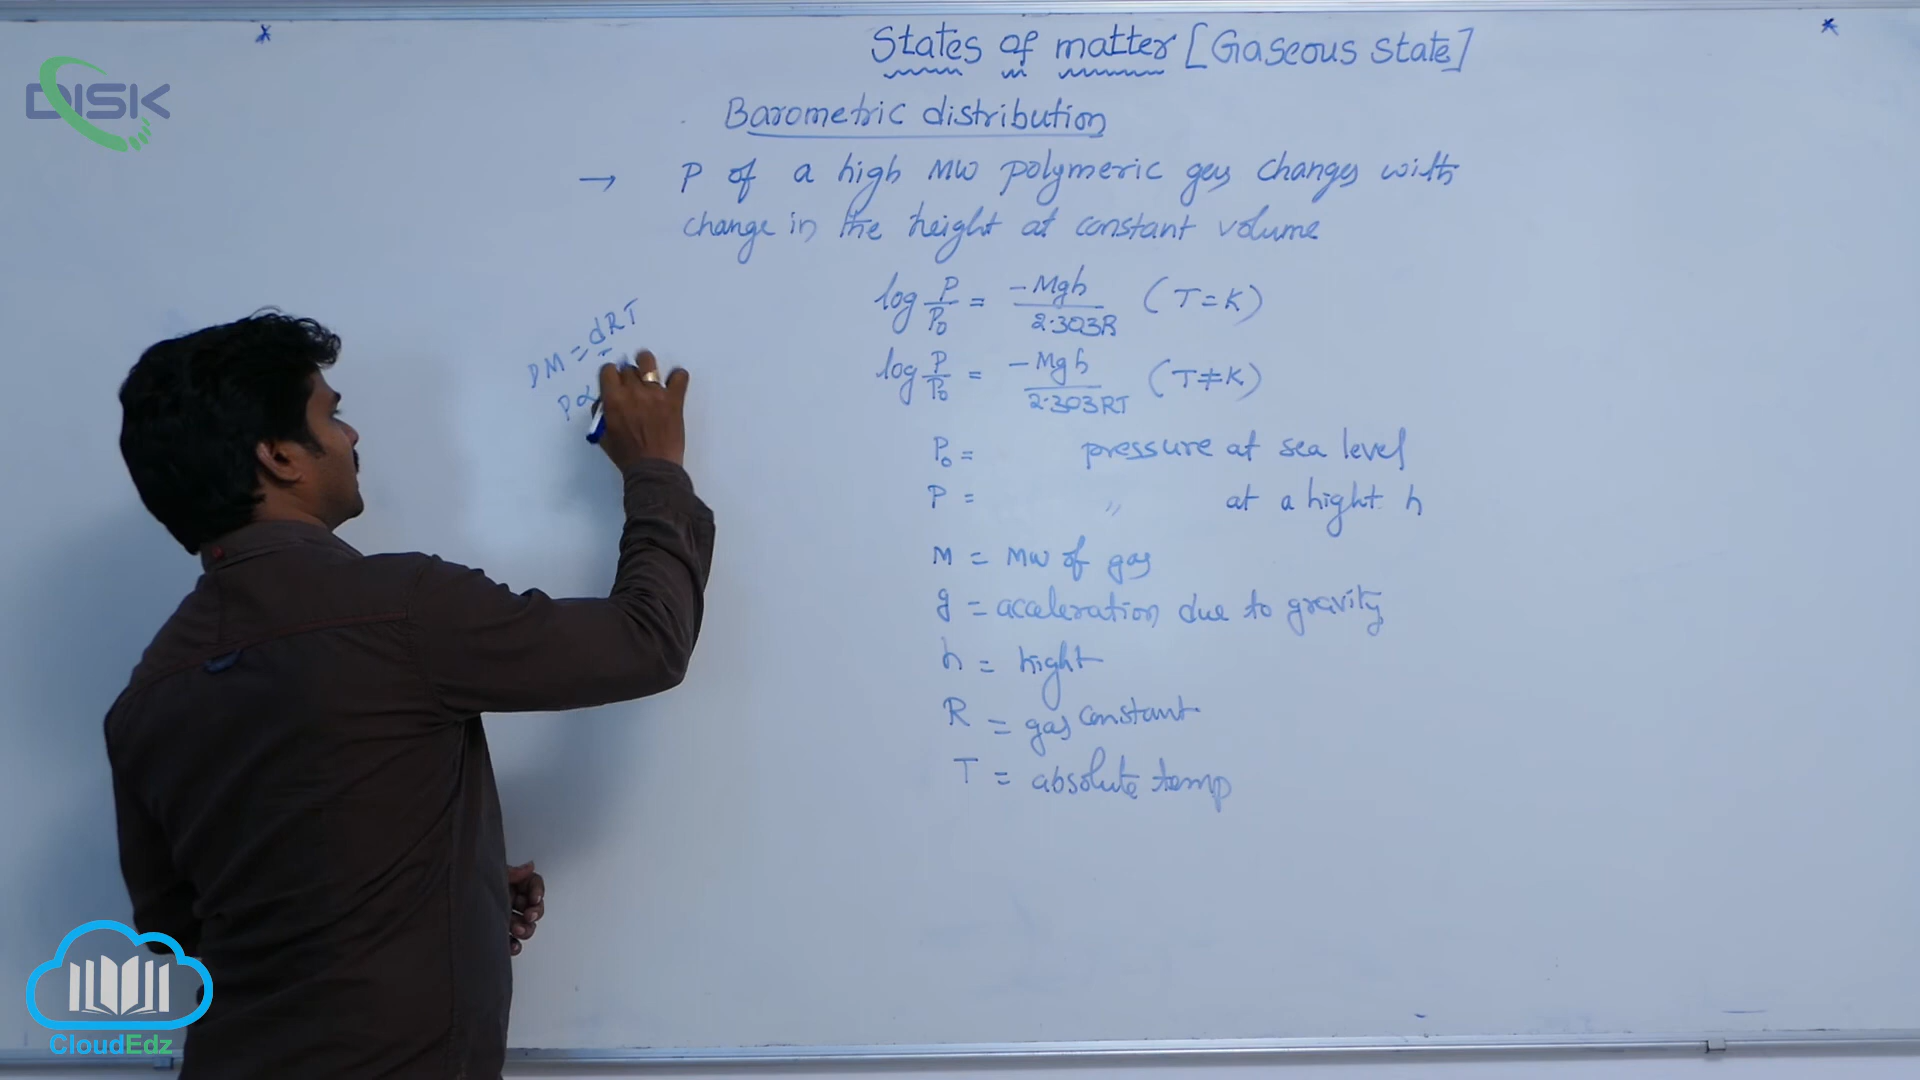 States of matter [Gaseous state]
DISK
Barometric distribution
→ P of a high MW polymeric gas changes with
change in the height at constant volume
log P/P₀ = -Mgh/2.303R (T=K)
PM = dRT
P∝
log P/P₀ = -Mgh/2.303RT (T≠K)
P₀ = pressure at sea level
P = " at a hight h
M = MW of gas
g = acceleration due to gravity
h = hight
R = gas constant
T = absolute temp
CloudEdz